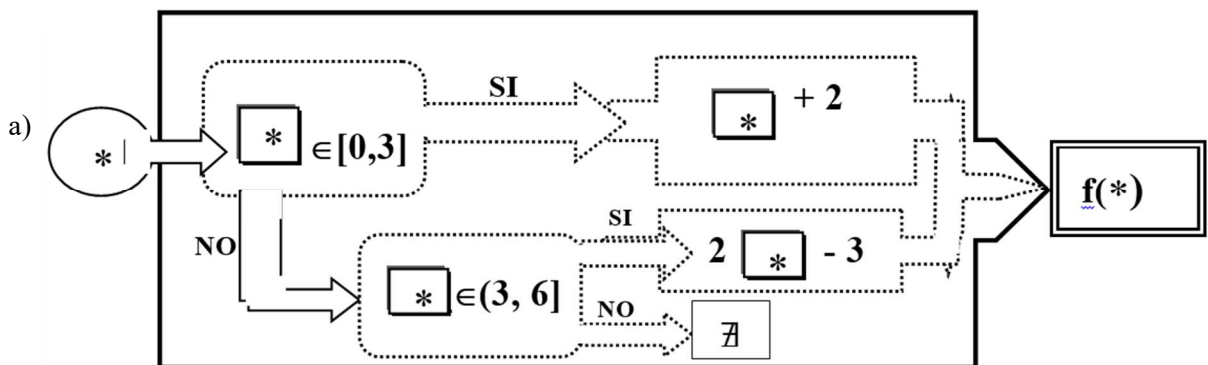 a)
*
* ∈[0,3]
SI
* + 2
f(*)
NO
* ∈(3, 6]
SI
2 * - 3
NO
∄